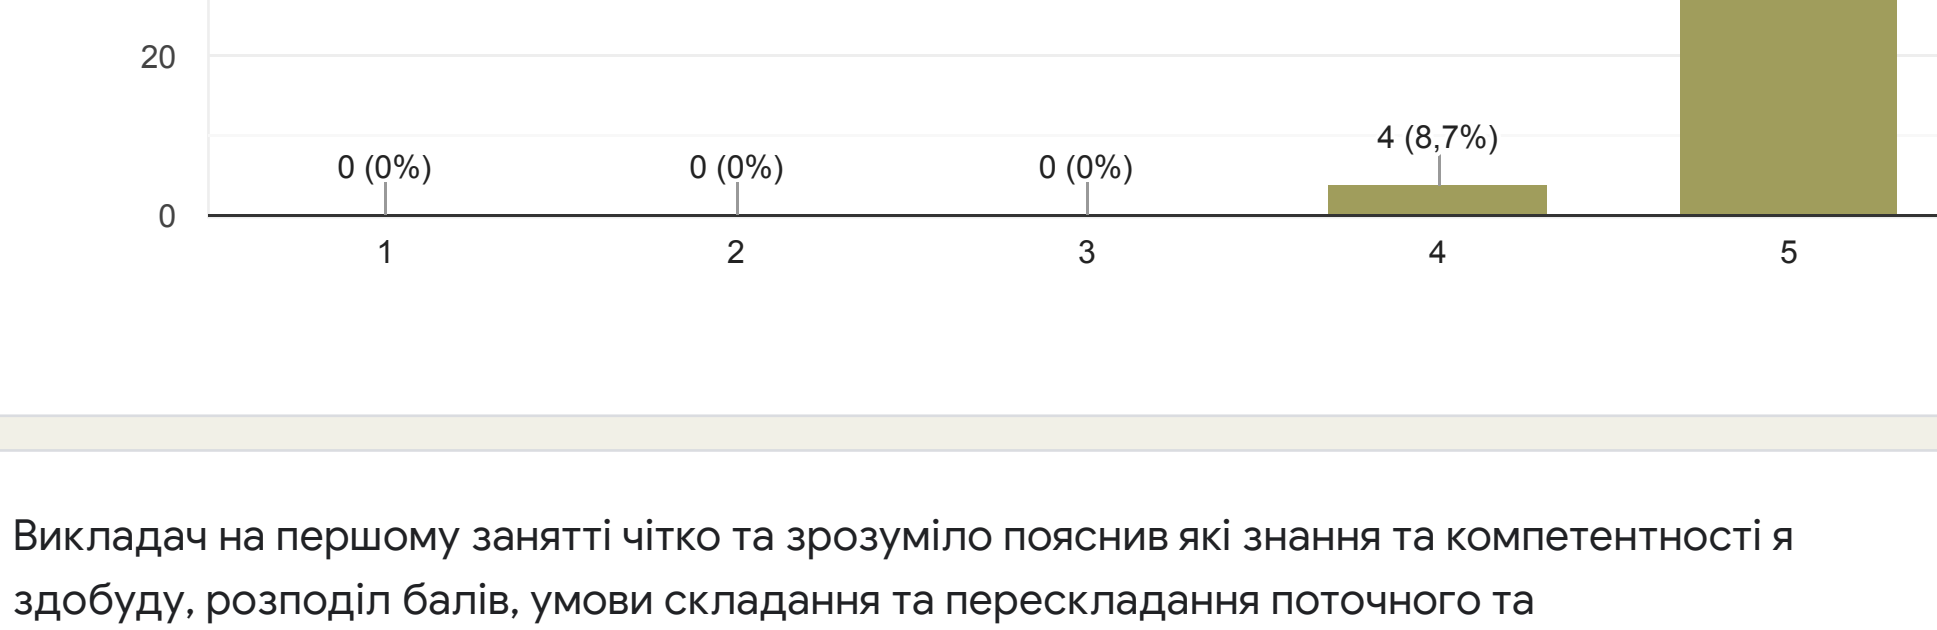 20
4 (8,7%)
0 (0%) 0 (0%) 0 (0%)
0
1 2 3 4 5
Викладач на першому занятті чітко та зрозуміло пояснив які знання та компетентності я
здобуду, розподіл балів, умови складання та перескладання поточного та